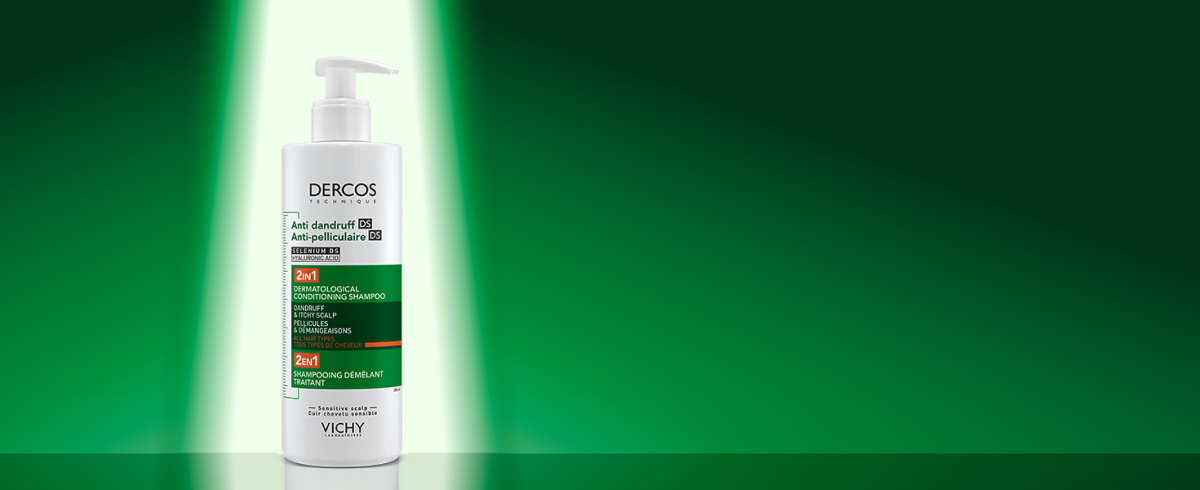 DERCOS
TECHNIQUE
Anti dandruff DS
Anti-pelliculaire DS
SELENIUM DS
HYALURONIC ACID
2IN1
DERMATOLOGICAL
CONDITIONING SHAMPOO
DANDRUFF
& ITCHY SCALP
PELLICULES
& DÉMANGEAISONS
ALL HAIR TYPES
TOUS TYPES DE CHEVEUX
2EN1
SHAMPOOING DÉMÊLANT
TRAITANT
Sensitive scalp
Cuir chevelu sensible
VICHY
LABORATOIRES